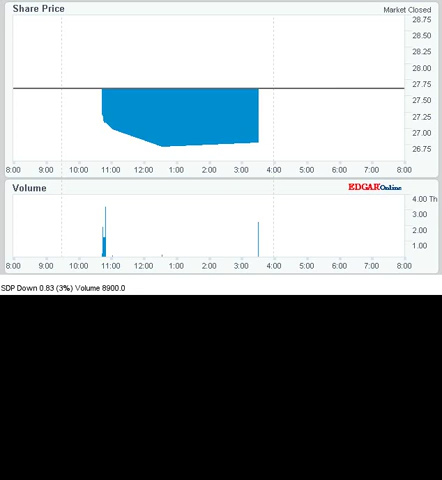 Share Price
Market Closed
28.75
28.50
28.25
28.00
27.75
27.50
27.25
27.00
26.75
8:00 9:00 10:00 11:00 12:00 1:00 2:00 3:00 4:00 5:00 6:00 7:00 8:00
Volume
EDGAROnline
4.00 Th
3.00
2.00
1.00
8:00 9:00 10:00 11:00 12:00 1:00 2:00 3:00 4:00 5:00 6:00 7:00 8:00
SDP Down 0.83 (3%) Volume 8900.0